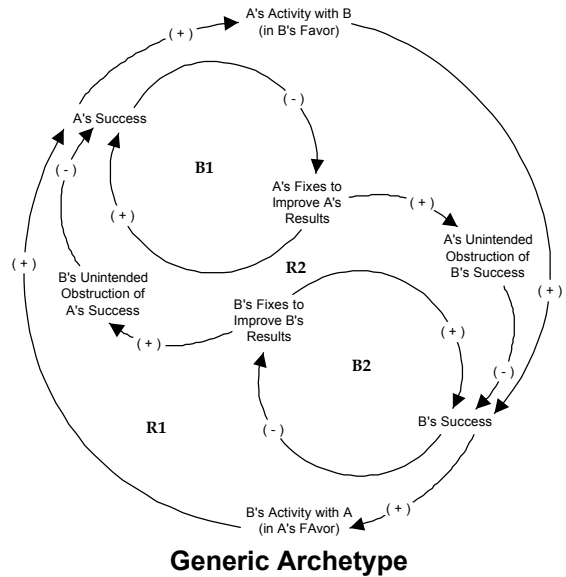 A's Activity with B
(in B's Favor)
( + )
( - )
A's Success
( - )
B1
A's Fixes to
Improve A's
Results
( + )
( + )
A's Unintended
Obstruction of
B's Success
( + )
B's Unintended
Obstruction of
A's Success
R2
( + )
B's Fixes to
Improve B's
Results
( + )
( + )
B2
( - )
B's Success
( - )
R1
( + )
B's Activity with A
(in A's FAvor)
Generic Archetype